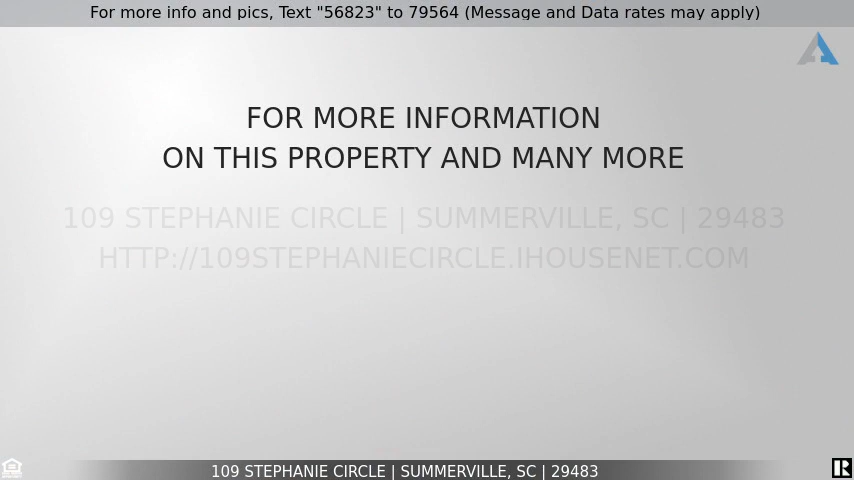 For more info and pics, Text "56823" to 79564 (Message and Data rates may apply)
FOR MORE INFORMATION
ON THIS PROPERTY AND MANY MORE
109 STEPHANIE CIRCLE | SUMMERVILLE, SC | 29483
HTTP://109STEPHANIECIRCLE.IHOUSENET.COM
109 STEPHANIE CIRCLE | SUMMERVILLE, SC | 29483